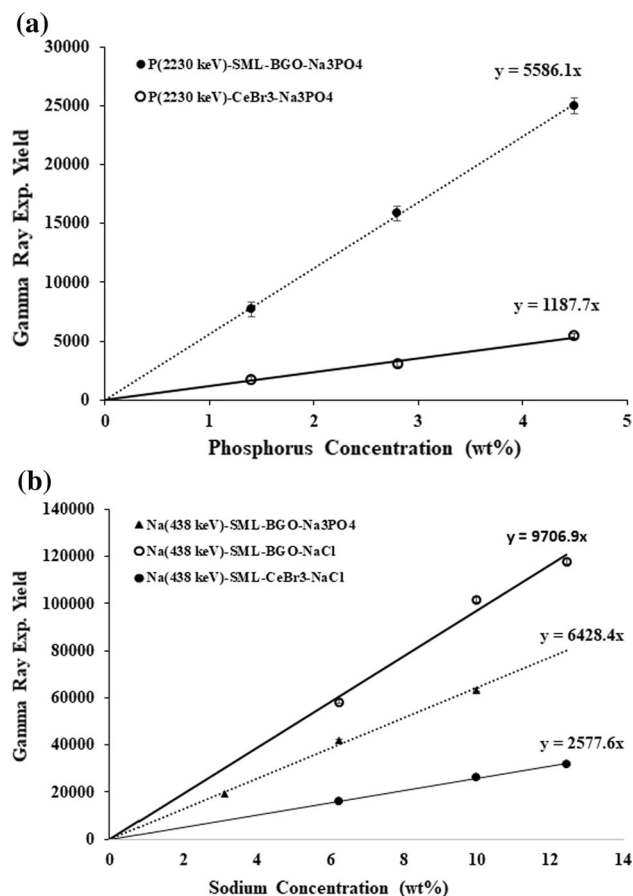 (a)
30000
25000
20000
15000
10000
5000
0
Gamma Ray Exp. Yield
P(2230 keV)-SML-BGO-Na3PO4
P(2230 keV)-CeBr3-Na3PO4
y = 5586.1x
y = 1187.7x
0 1 2 3 4 5
Phosphorus Concentration (wt%)
(b)
140000
120000
100000
80000
60000
40000
20000
0
Gamma Ray Exp. Yield
Na(438 keV)-SML-BGO-Na3PO4
Na(438 keV)-SML-BGO-NaCl
Na(438 keV)-SML-CeBr3-NaCl
y = 9706.9x
y = 6428.4x
y = 2577.6x
0 2 4 6 8 10 12 14
Sodium Concentration (wt%)